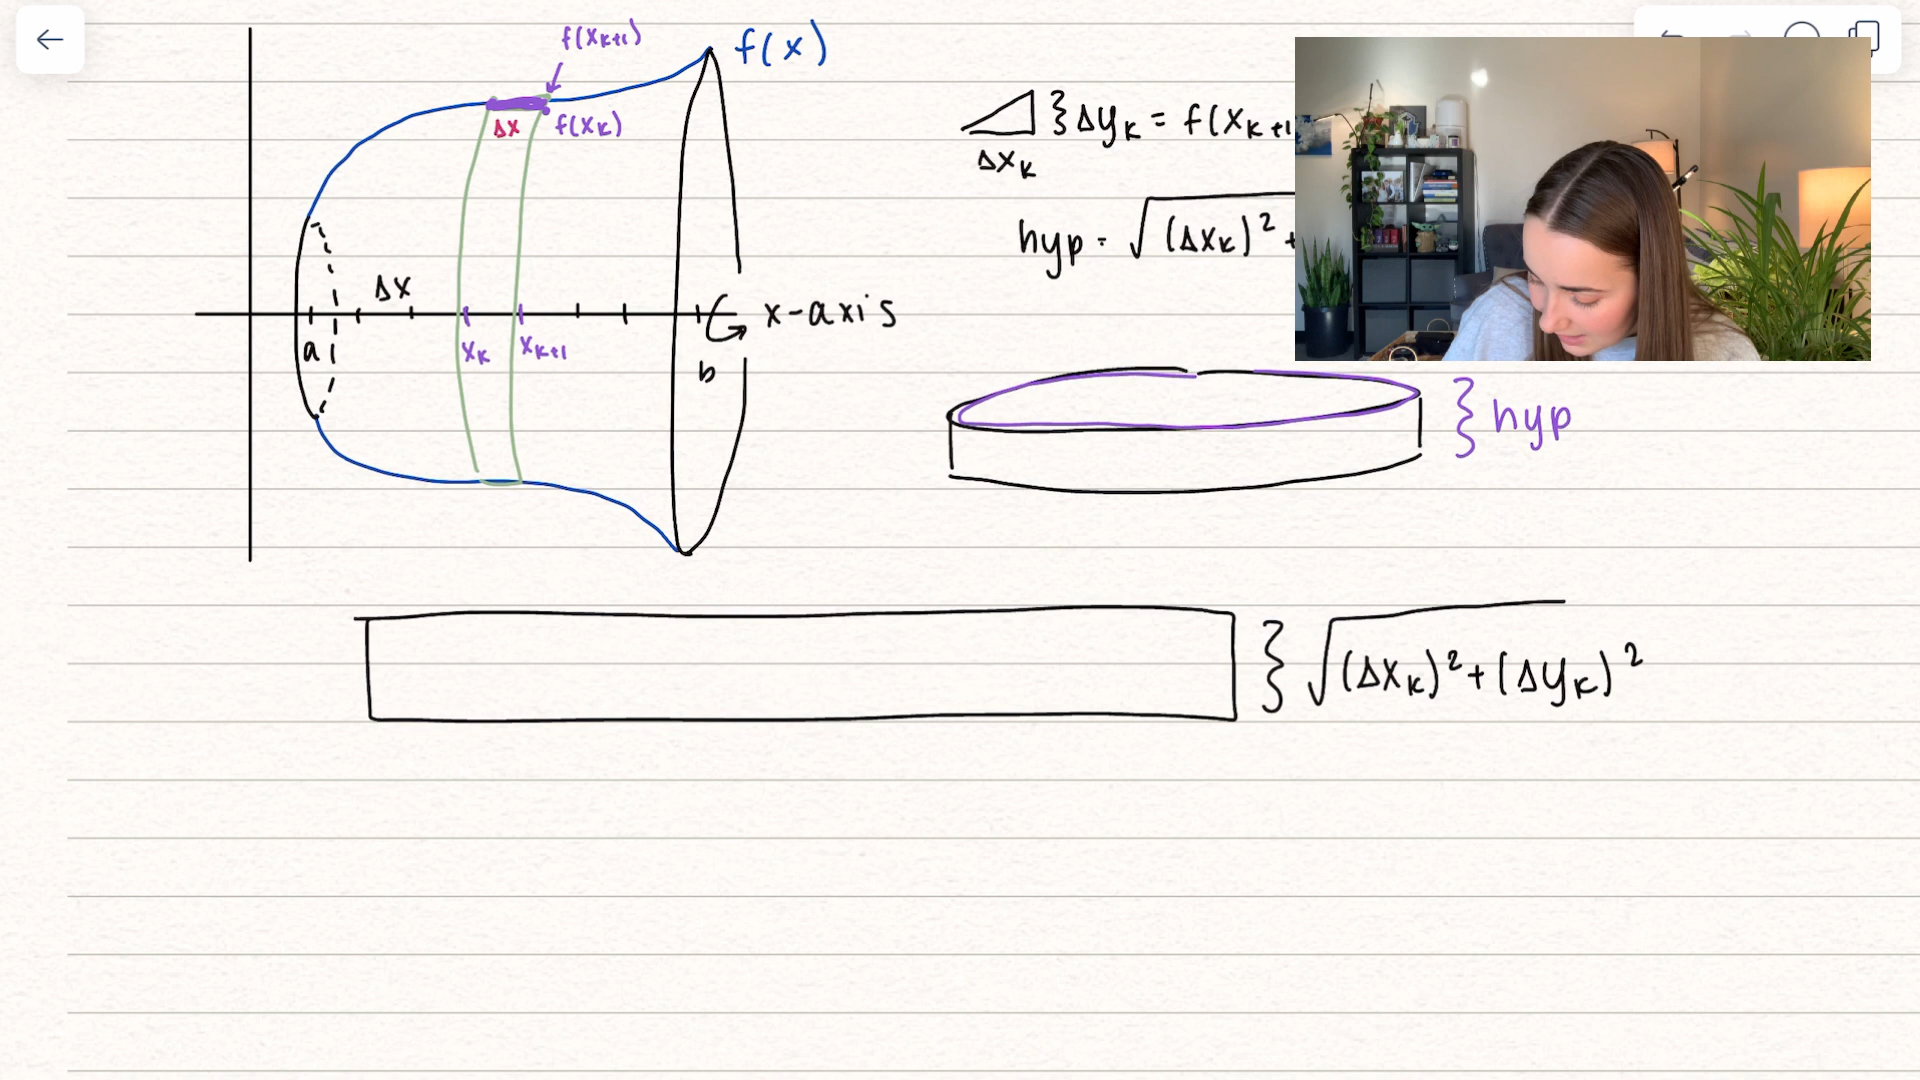 f(xₖ₊₁)
f(x)
Δx
f(xₖ)
Δx
a
xₖ
xₖ₊₁
b
x-axis
} Δyₖ = f(xₖ₊₁
Δxₖ
hyp = √(Δxₖ)² +
} hyp
} √(Δxₖ)² + (Δyₖ)²